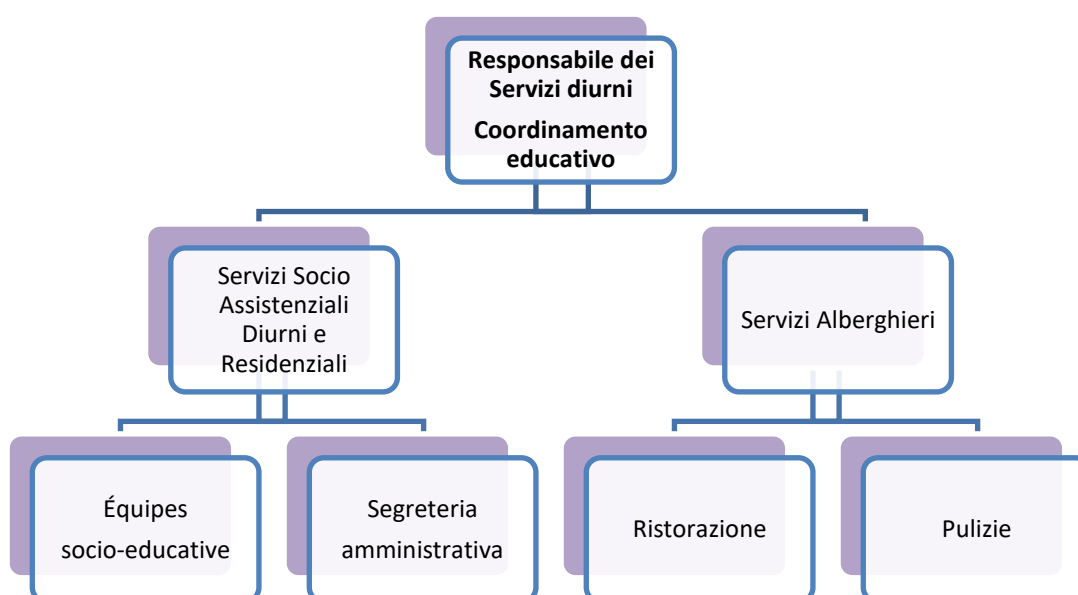 Responsabile dei
Servizi diurni
Coordinamento
educativo
Servizi Socio
Assistenziali
Diurni e
Residenziali
Servizi Alberghieri
Équipes
socio-educative
Segreteria
amministrativa
Ristorazione
Pulizie